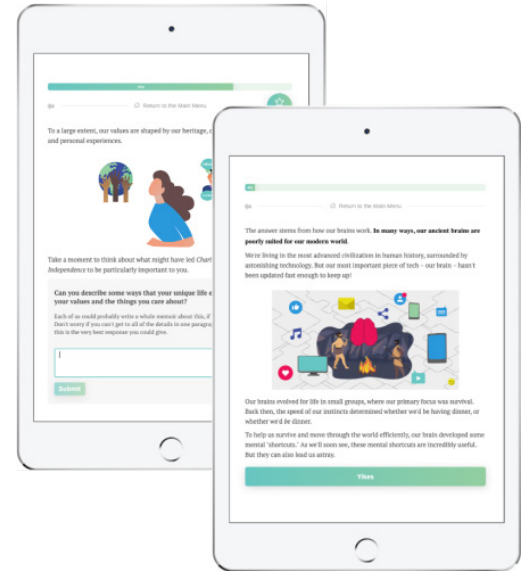 Return to the Main Menu
To a large extent, our values are shaped by our heritage,
and personal experiences.
Take a moment to think about what might have led
Independence to be particularly important to you.
Can you describe some ways that your unique life
your values and the things you care about?
Each of us could probably write a whole memoir about this, if
Don't worry if you can't get to all of the details in one paragra
this is the very best response you could give.
Submit
Return to the Main Menu
The answer stems from how our brains work. In many ways, our ancient brains are
poorly suited for our modern world.
We're living in the most advanced civilization in human history, surrounded by
astonishing technology. But our most important piece of tech – our brain – hasn't
been updated fast enough to keep up!
Our brains evolved for life in small groups, where our primary focus was survival.
Back then, the speed of our instincts determined whether we'd be having dinner, or
whether we'd be dinner.
To help us survive and move through the world efficiently, our brain developed some
mental 'shortcuts.' As we'll soon see, these mental shortcuts are incredibly useful.
But they can also lead us astray.
Yikes